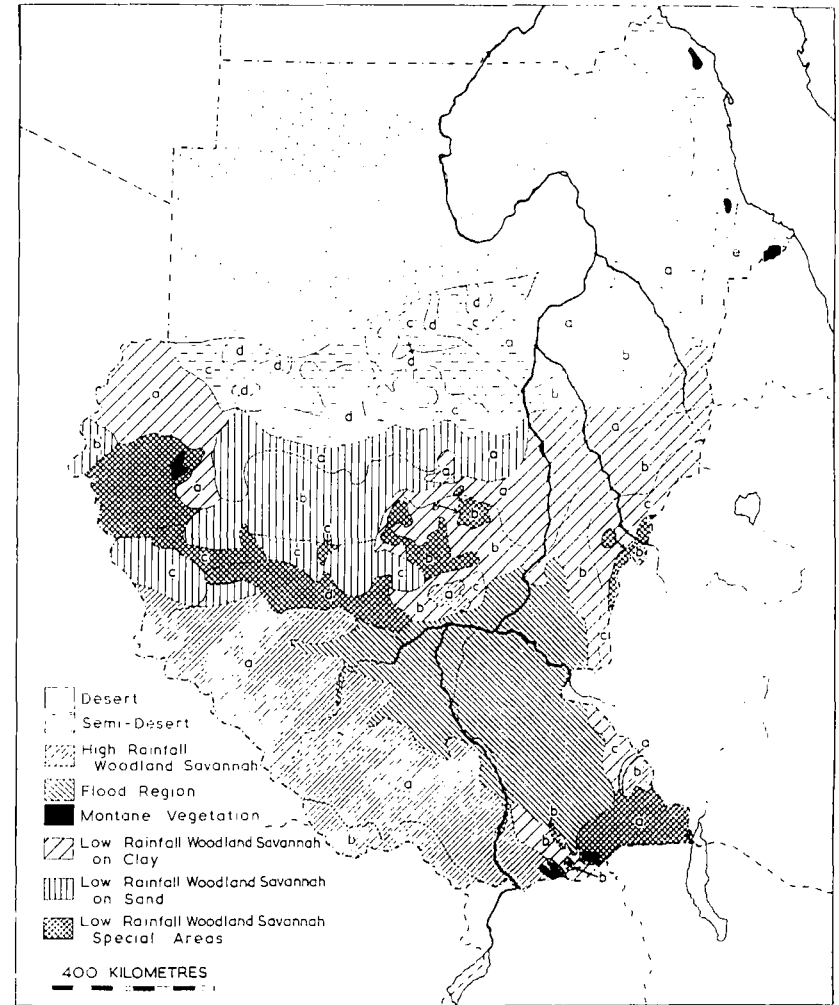 Desert
Semi-Desert
High Rainfall
Woodland Savannah
Flood Region
Montane Vegetation
Low Rainfall Woodland Savannah
on Clay
Low Rainfall Woodland Savannah
on Sand
Low Rainfall Woodland Savannah
Special Areas
400 KILOMETRES
e
a
d
c
d
c
a
a
d
d
c
d
b
d
c
b
a
d
c
a
b
a
a
a
a
b
b
a
b
c
c
b
b
b
b
c
c
c
c
d
b
a
c
b
c
a
a
c
b
a
b
a
b
b
b